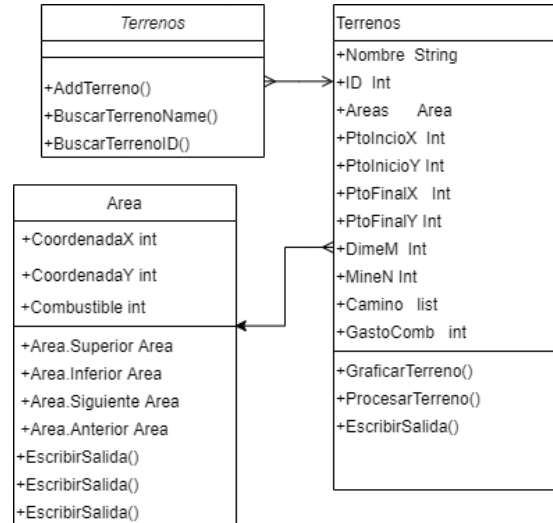 Terrenos
+AddTerreno()
+BuscarTerrenoName()
+BuscarTerrenoID()
Terrenos
+Nombre String
+ID Int
+Areas Area
+PtoIncioX Int
+PtoInicioY Int
+PtoFinalX Int
+PtoFinalY Int
+DimeM Int
+MineN Int
+Camino list
+GastoComb int
+GraficarTerreno()
+ProcesarTerreno()
+EscribirSalida()
Area
+CoordenadaX int
+CoordenadaY int
+Combustible int
+Area.Superior Area
+Area.Inferior Area
+Area.Siguiente Area
+Area.Anterior Area
+EscribirSalida()
+EscribirSalida()
+EscribirSalida()